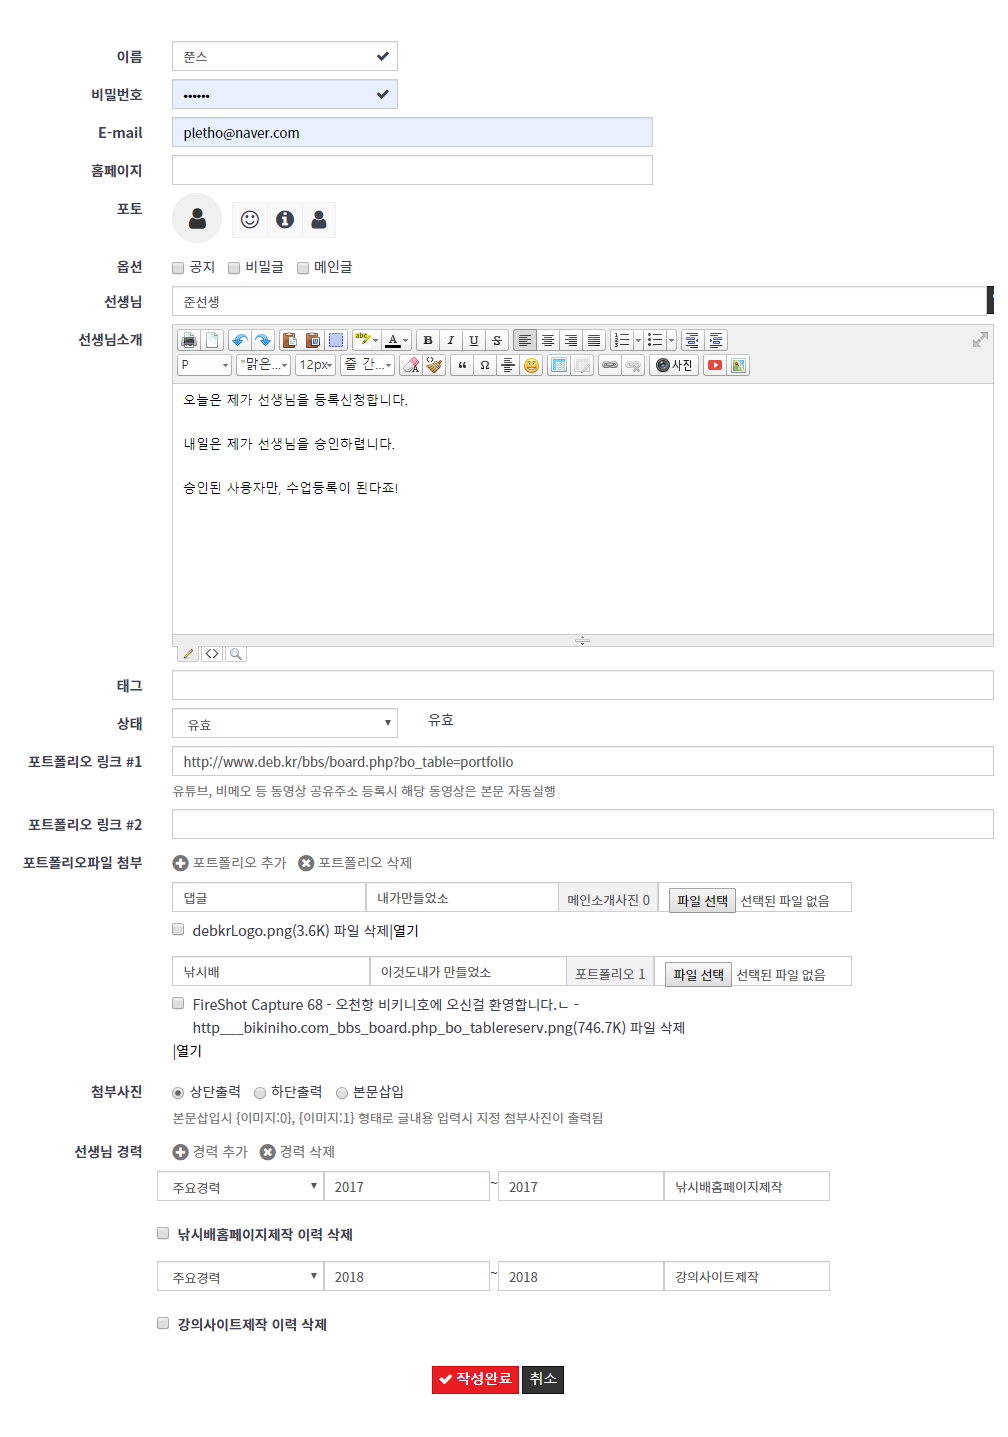 이름 쭌스
비밀번호 ••••••
E-mail pletho@naver.com
홈페이지
포토
옵션 공지 비밀글 메인글
선생님 준선생
선생님소개
abc A B I U S
P "맑은... 12px 줄 간... “ Ω 사진
오늘은 제가 선생님을 등록신청합니다.
내일은 제가 선생님을 승인하렵니다.
승인된 사용자만, 수업등록이 된다죠!
태그
상태 유효 유효
포트폴리오 링크 #1 http://www.deb.kr/bbs/board.php?bo_table=portfolio
유튜브, 비메오 등 동영상 공유주소 등록시 해당 동영상은 본문 자동실행
포트폴리오 링크 #2
포트폴리오파일 첨부 포트폴리오 추가 포트폴리오 삭제
댑글 내가만들었소 메인소개사진 0 파일 선택 선택된 파일 없음
debkrLogo.png(3.6K) 파일 삭제|열기
낚시배 이것도내가 만들었소 포트폴리오 1 파일 선택 선택된 파일 없음
FireShot Capture 68 - 오천항 비키니호에 오신걸 환영합니다.ㄴ -
http___bikiniho.com_bbs_board.php_bo_tablereserv.png(746.7K) 파일 삭제
|열기
첨부사진 상단출력 하단출력 본문삽입
본문삽입시 {이미지:0}, {이미지:1} 형태로 글내용 입력시 지정 첨부사진이 출력됨
선생님 경력 경력 추가 경력 삭제
주요경력 2017 ~ 2017 낚시배홈페이지제작
낚시배홈페이지제작 이력 삭제
주요경력 2018 ~ 2018 강의사이트제작
강의사이트제작 이력 삭제
작성완료 취소